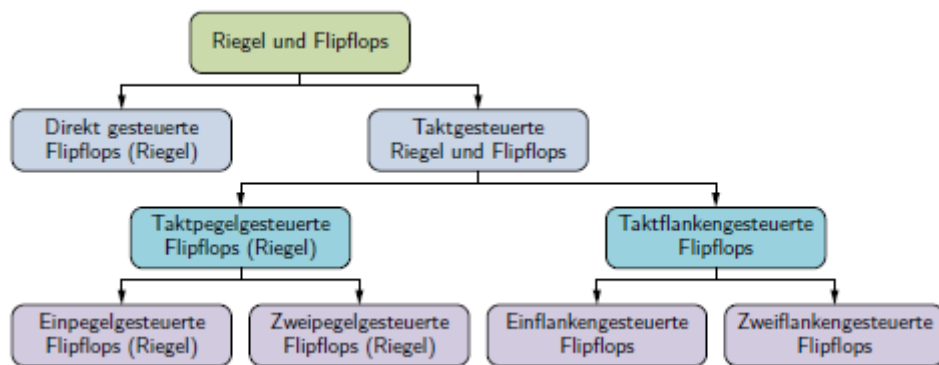 Riegel und Flipflops
Direkt gesteuerte
Flipflops (Riegel)
Taktgesteuerte
Riegel und Flipflops
Taktpegelgesteuerte
Flipflops (Riegel)
Taktflankengesteuerte
Flipflops
Einpegelgesteuerte
Flipflops (Riegel)
Zweipegelgesteuerte
Flipflops (Riegel)
Einflankengesteuerte
Flipflops
Zweiflankengesteuerte
Flipflops